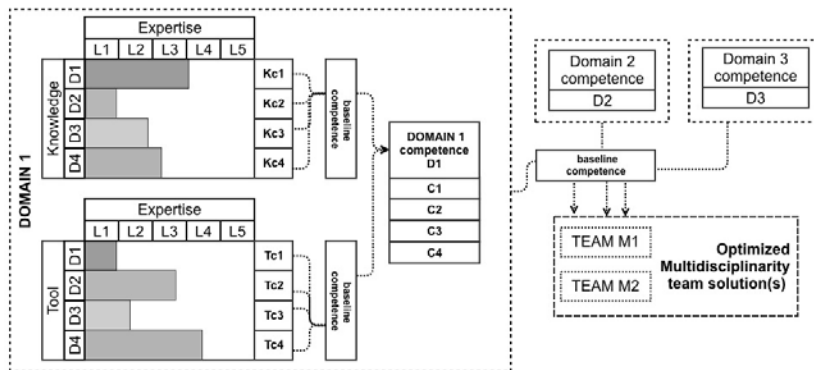 DOMAIN 1
Expertise
L1 L2 L3 L4 L5
Knowledge
D1
D2
D3
D4
Kc1
Kc2
Kc3
Kc4
baseline
competence
Expertise
L1 L2 L3 L4 L5
Tool
D1
D2
D3
D4
Tc1
Tc2
Tc3
Tc4
baseline
competence
DOMAIN 1
competence
D1
C1
C2
C3
C4
Domain 2
competence
D2
Domain 3
competence
D3
baseline
competence
TEAM M1
TEAM M2
Optimized
Multidisciplinarity
team solution(s)